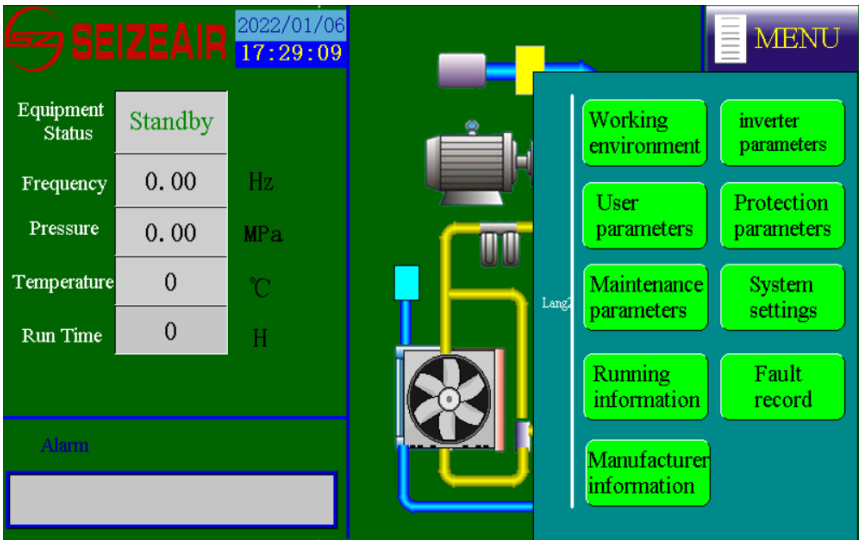 SEIZEAIR
2022/01/06
17:29:09
MENU
Equipment
Status
Standby
Frequency
0.00
Hz
Pressure
0.00
MPa
Temperature
0
℃
Run Time
0
H
Alarm
Working
environment
inverter
parameters
User
parameters
Protection
parameters
Maintenance
parameters
System
settings
Running
information
Fault
record
Manufacturer
information